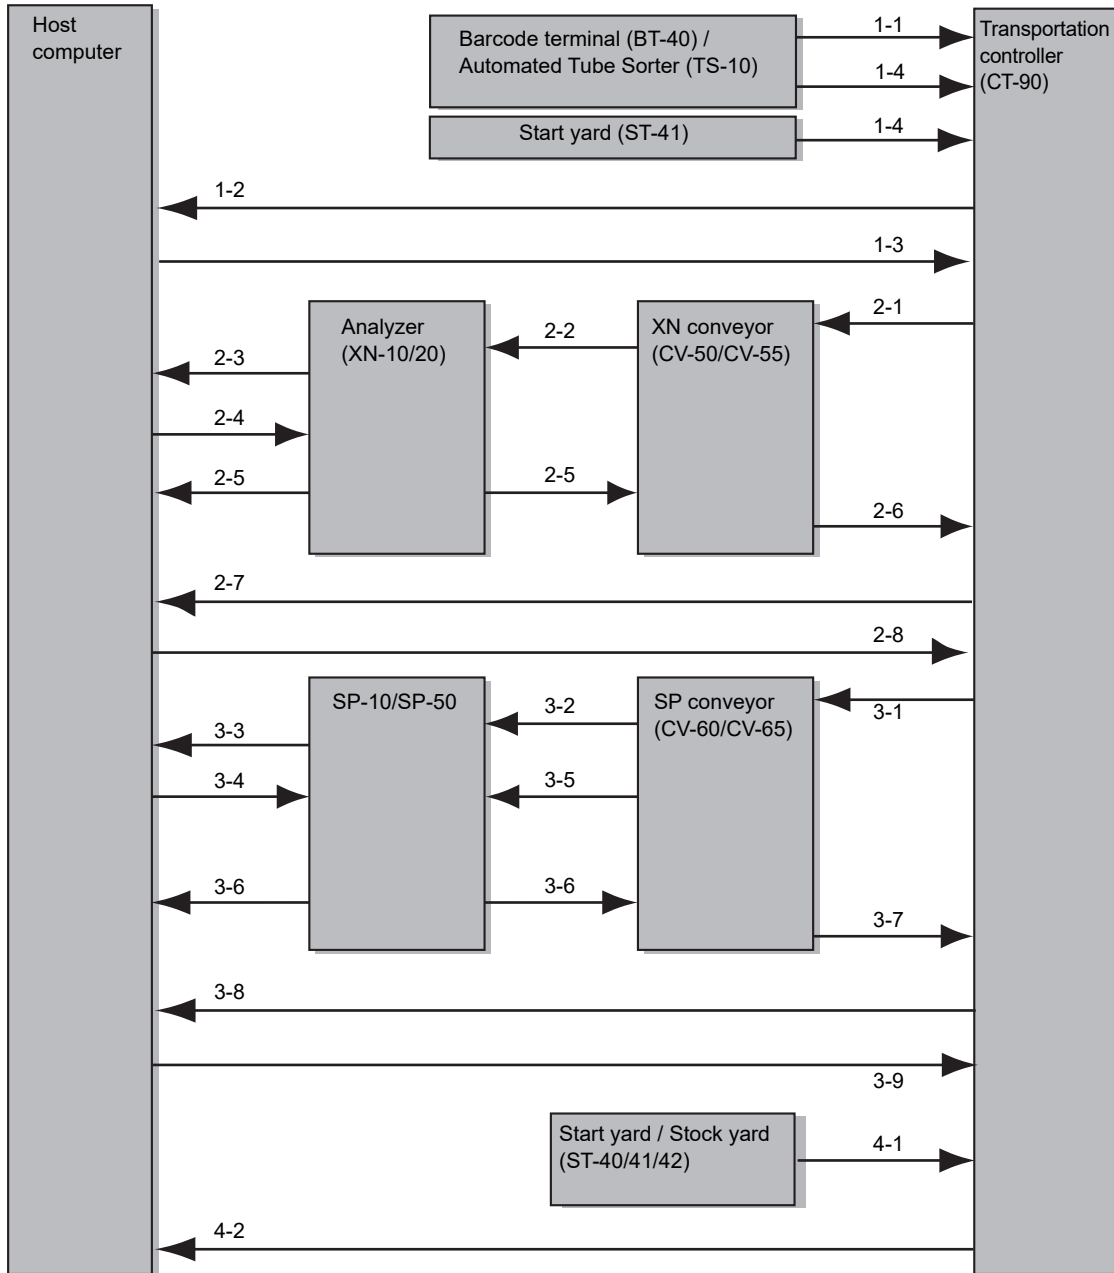 Host
computer
Barcode terminal (BT-40) /
Automated Tube Sorter (TS-10)
1-1
1-4
Transportation
controller
(CT-90)
Start yard (ST-41)
1-4
1-2
1-3
Analyzer
(XN-10/20)
2-2
XN conveyor
(CV-50/CV-55)
2-1
2-3
2-4
2-5
2-5
2-6
2-7
2-8
SP-10/SP-50
3-2
SP conveyor
(CV-60/CV-65)
3-1
3-3
3-4
3-5
3-6
3-6
3-7
3-8
3-9
Start yard / Stock yard
(ST-40/41/42)
4-1
4-2